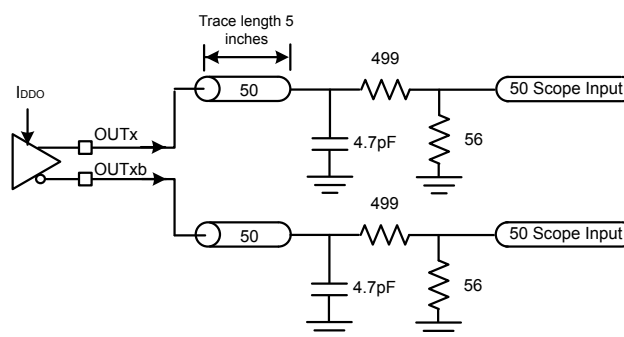 Trace length 5
inches
499
IDDO
50
50 Scope Input
OUTx
4.7pF
56
OUTxb
499
50
50 Scope Input
4.7pF
56